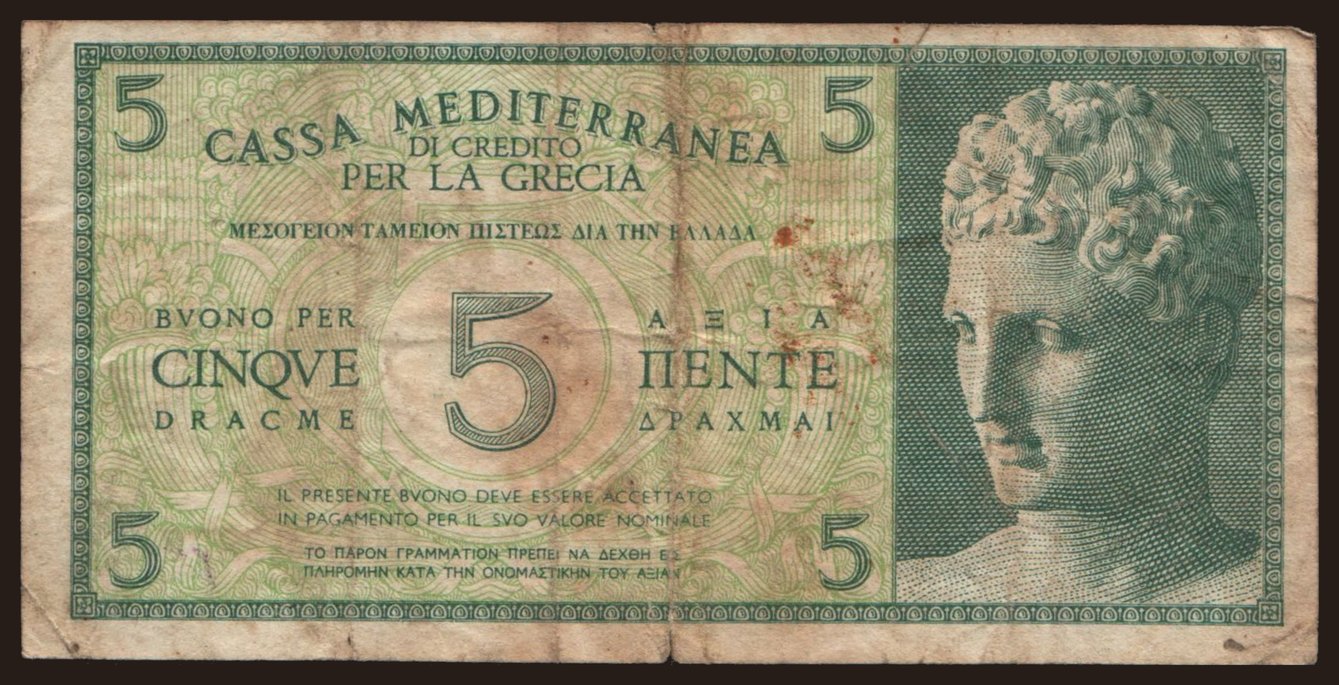 5 5
CASSA MEDITERRANEA
DI CREDITO
PER LA GRECIA
ΜΕΣΟΓΕΙΟΝ ΤΑΜΕΙΟΝ ΠΙΣΤΕΩΣ ΔΙΑ ΤΗΝ ΕΛΛΑΔΑ
BVONO PER
CINQVE
DRACME
5
ΑΞΙΑ
ΠΕΝΤΕ
ΔΡΑΧΜΑΙ
IL PRESENTE BVONO DEVE ESSERE ACCETTATO
IN PAGAMENTO PER IL SVO VALORE NOMINALE
ΤΟ ΠΑΡΟΝ ΓΡΑΜΜΑΤΙΟΝ ΠΡΕΠΕΙ ΝΑ ΔΕΧΘΗ ΕΙΣ
ΠΛΗΡΟΜΗΝ ΚΑΤΑ ΤΗΝ ΟΝΟΜΑΣΤΙΚΗΝ ΤΟΥ ΑΞΙΑΝ
5 5